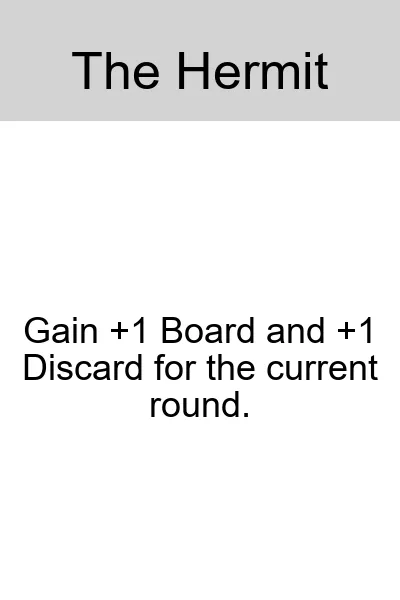 The Hermit
Gain +1 Board and +1
Discard for the current
round.